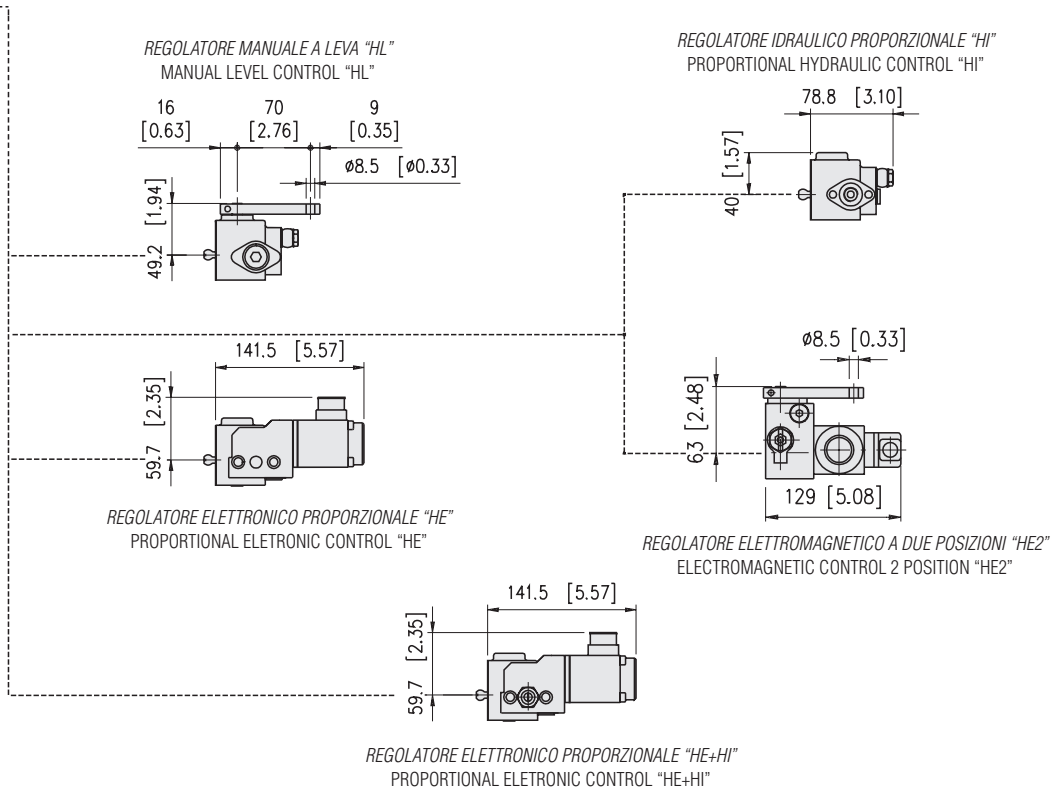 REGOLATORE MANUALE A LEVA “HL”
MANUAL LEVEL CONTROL “HL”
16 70 9
[0.63] [2.76] [0.35]
ø8.5 [ø0.33]
49.2 [1.94]
REGOLATORE IDRAULICO PROPORZIONALE “HI”
PROPORTIONAL HYDRAULIC CONTROL “HI”
78.8 [3.10]
40 [1.57]
141.5 [5.57]
59.7 [2.35]
REGOLATORE ELETTRONICO PROPORZIONALE “HE”
PROPORTIONAL ELETRONIC CONTROL “HE”
ø8.5 [0.33]
63 [2.48]
129 [5.08]
REGOLATORE ELETTROMAGNETICO A DUE POSIZIONI “HE2”
ELECTROMAGNETIC CONTROL 2 POSITION “HE2”
141.5 [5.57]
59.7 [2.35]
REGOLATORE ELETTRONICO PROPORZIONALE “HE+HI”
PROPORTIONAL ELETRONIC CONTROL “HE+HI”